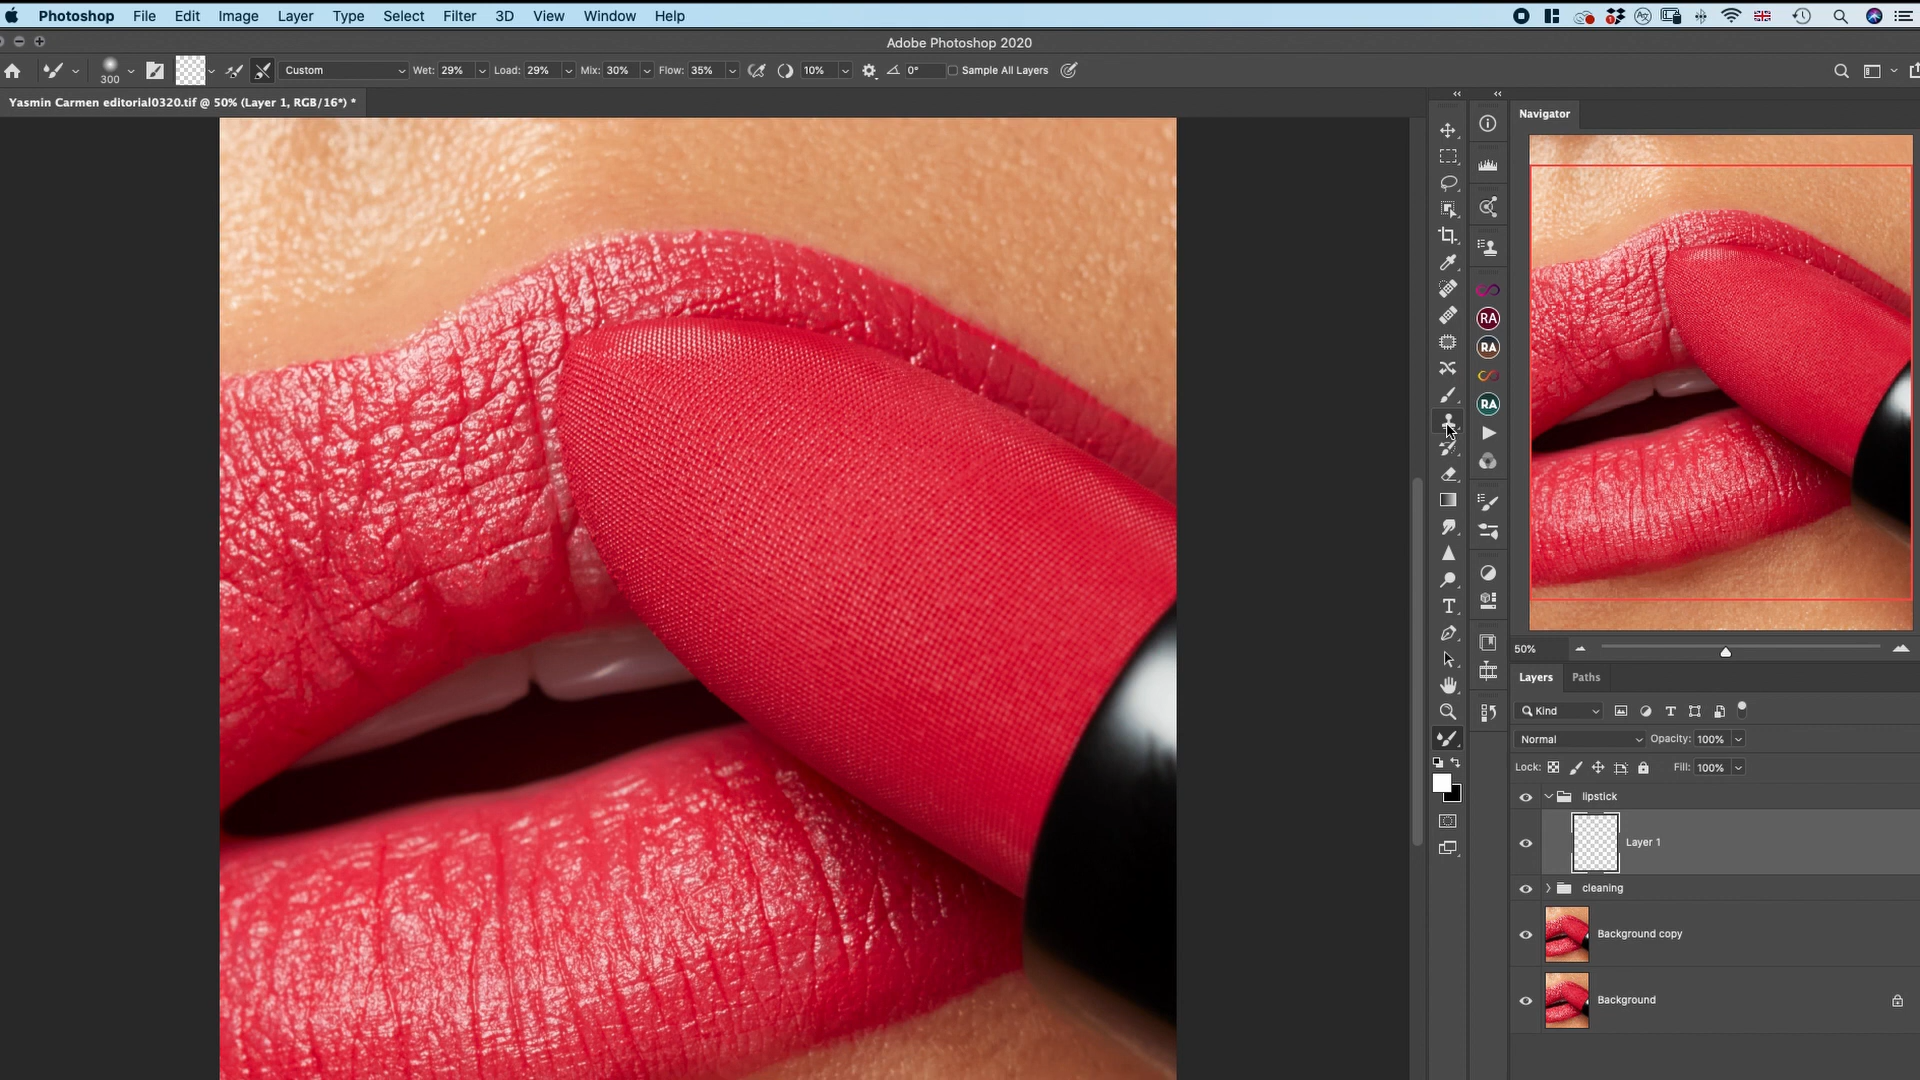 Photoshop File Edit Image Layer Type Select Filter 3D View Window Help
Adobe Photoshop 2020
300 Custom Wet: 29% Load: 29% Mix: 30% Flow: 35% 10% 0° Sample All Layers
Yasmin Carmen editorial0320.tif @ 50% (Layer 1, RGB/16*) *
Navigator
RA
RA
RA
50%
Layers Paths
Kind
Normal Opacity: 100%
Lock: Fill: 100%
lipstick
Layer 1
cleaning
Background copy
Background